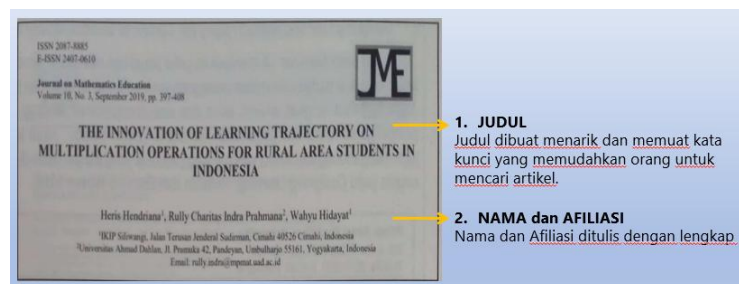 ISSN 2087-8885
E-ISSN 2407-0610
Journal on Mathematics Education
Volume 10, No. 3, September 2019, pp. 397-408
JME
THE INNOVATION OF LEARNING TRAJECTORY ON
MULTIPLICATION OPERATIONS FOR RURAL AREA STUDENTS IN
INDONESIA
Heris Hendriana¹, Rully Charitas Indra Prahmana², Wahyu Hidayat¹
¹IKIP Siliwangi, Jalan Terusan Jenderal Sudirman, Cimahi 40526 Cimahi, Indonesia
²Universitas Ahmad Dahlan, Jl. Pramuka 42, Pandeyan, Umbulharjo 55161, Yogyakarta, Indonesia
Email: rully.indra@mpmat.uad.ac.id
1. JUDUL
Judul dibuat menarik dan memuat kata
kunci yang memudahkan orang untuk
mencari artikel.
2. NAMA dan AFILIASI
Nama dan Afiliasi ditulis dengan lengkap